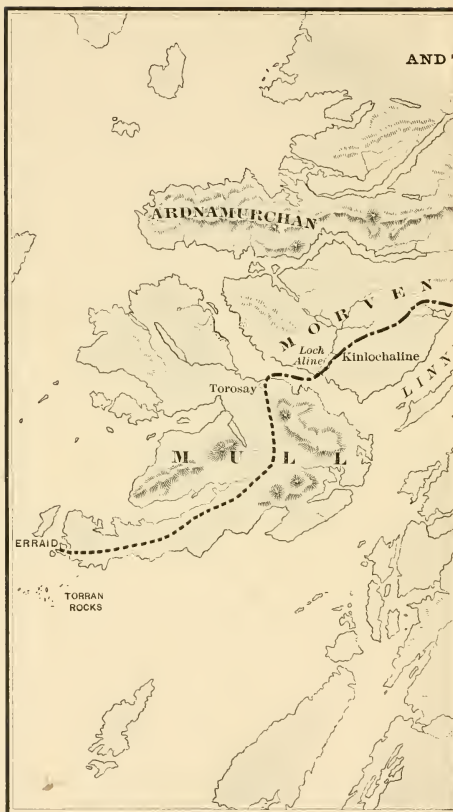 AND
ARDNAMURCHAN
MORVEN
Loch
Aline
Kinlochaline
LINN
Torosay
MULL
ERRAID
TORRAN
ROCKS